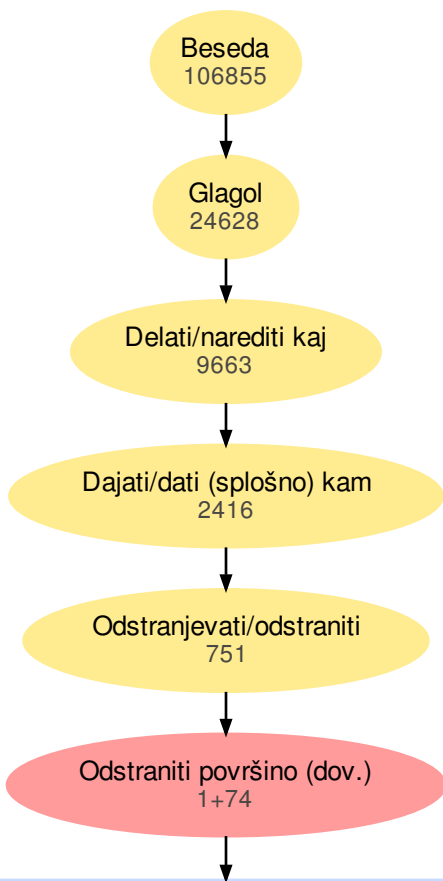 Beseda
106855
Glagol
24628
Delati/narediti kaj
9663
Dajati/dati (splošno) kam
2416
Odstranjevati/odstraniti
751
Odstraniti površino (dov.)
1+74